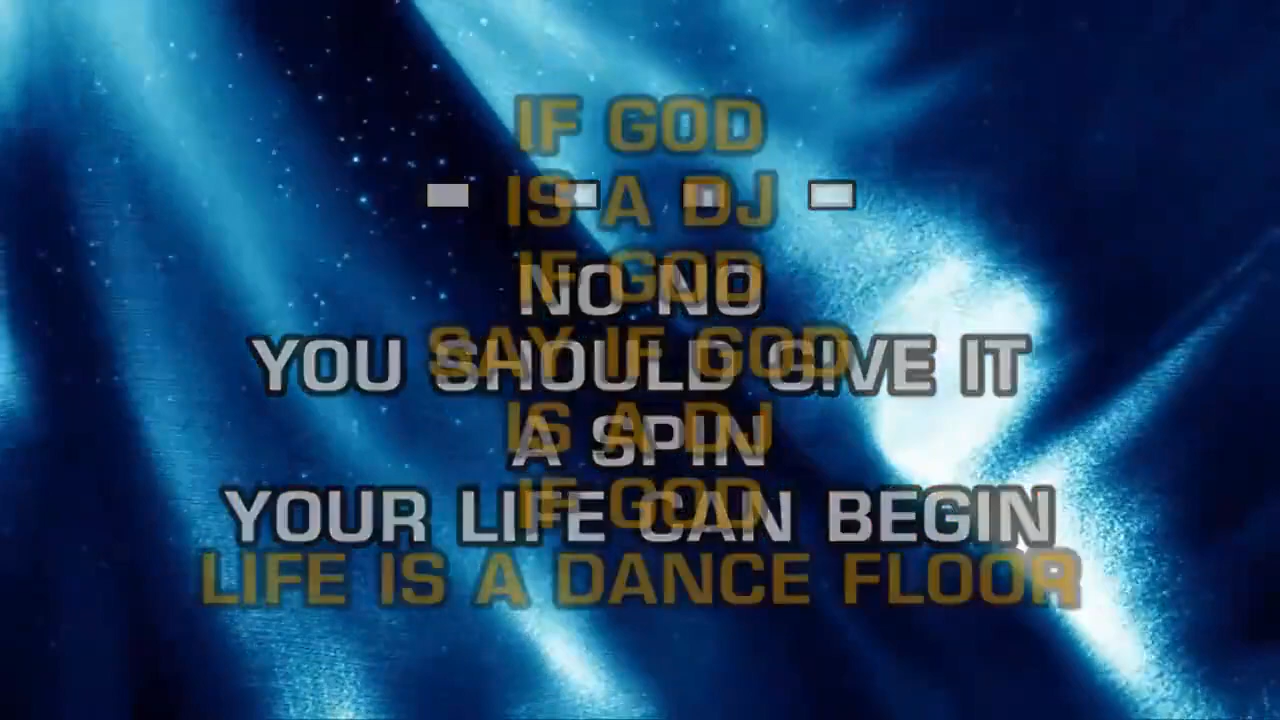 IF GOD
IS A DJ
IF GOD
NO NO
SAY IF GOD
YOU SHOULD GIVE IT
IS A DJ
A SPIN
IF GOD
YOUR LIFE CAN BEGIN
LIFE IS A DANCE FLOOR